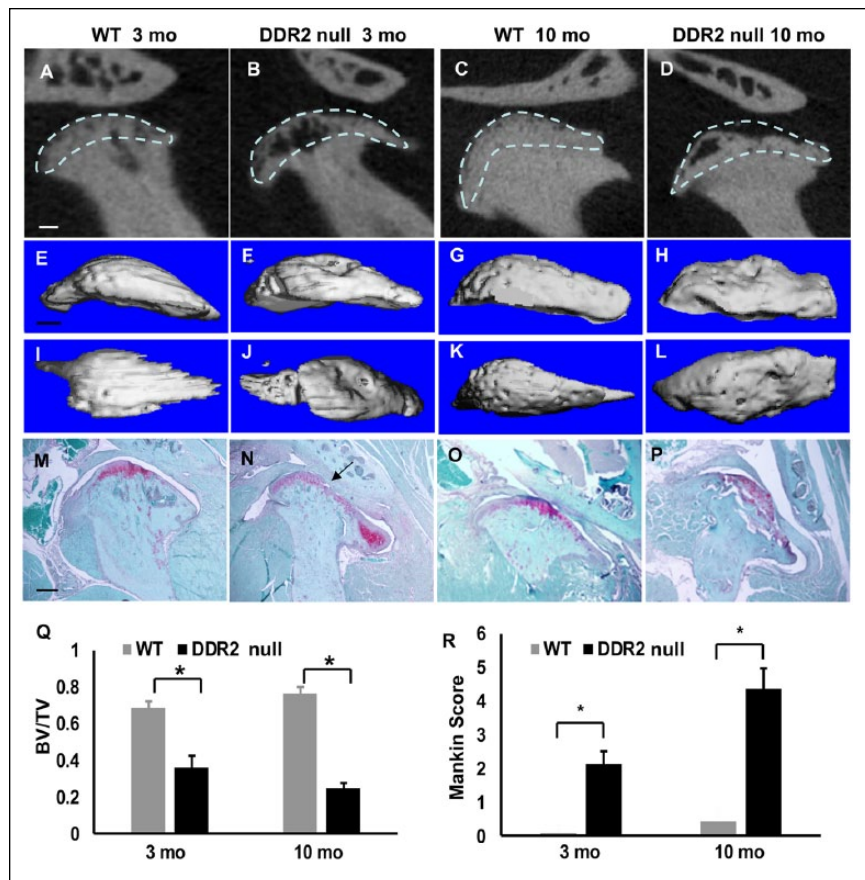 WT 3 mo DDR2 null 3 mo WT 10 mo DDR2 null 10 mo
A B C D
E F G H
I J K L
M N O P
Q
WT DDR2 null
* *
BV/TV
1
0.8
0.6
0.4
0.2
0
3 mo 10 mo
R
WT DDR2 null
* *
Mankin Score
6
5
4
3
2
1
0
3 mo 10 mo